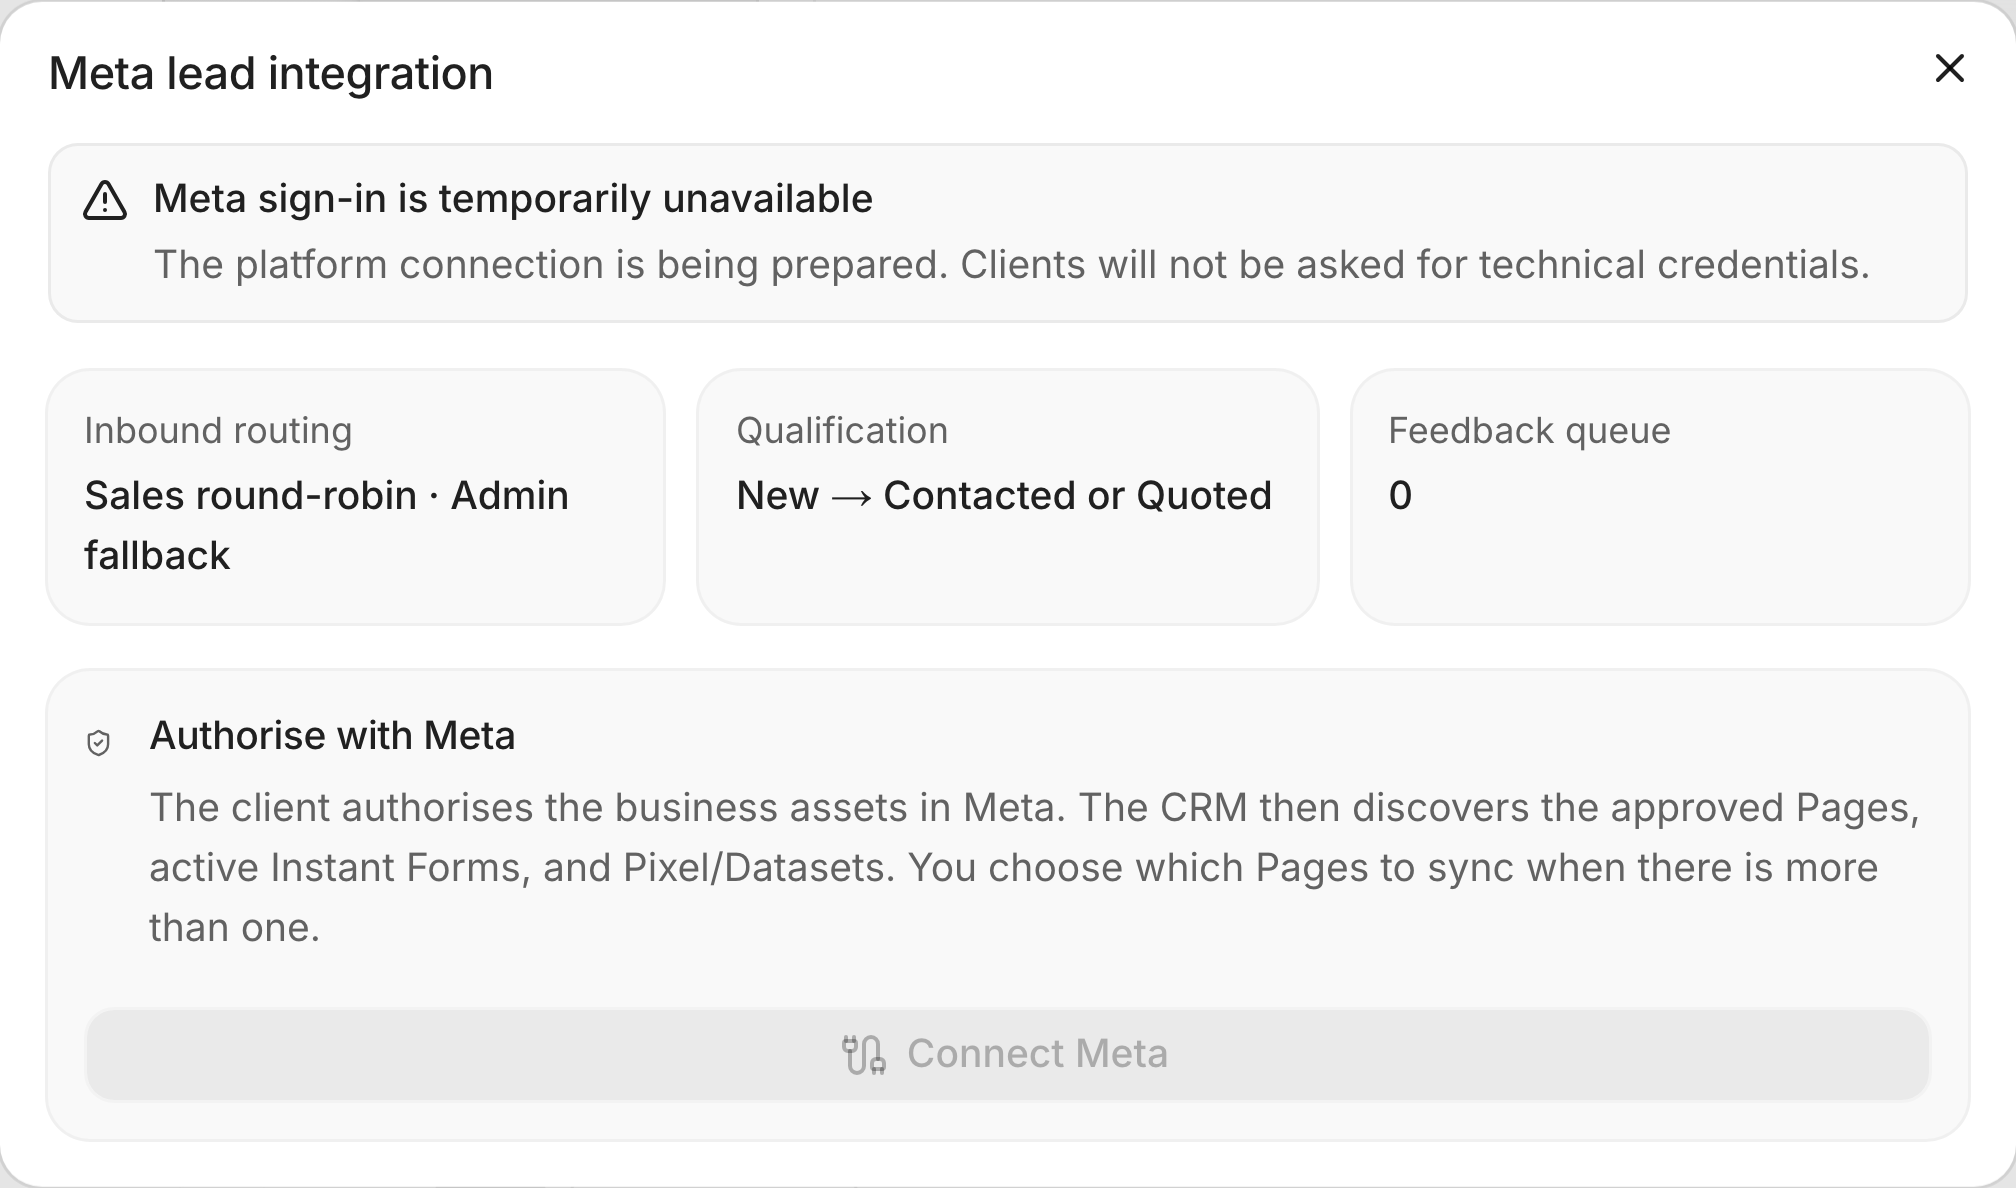 Meta lead integration
Meta sign-in is temporarily unavailable
The platform connection is being prepared. Clients will not be asked for technical credentials.
Inbound routing
Sales round-robin · Admin
fallback
Qualification
New → Contacted or Quoted
Feedback queue
0
Authorise with Meta
The client authorises the business assets in Meta. The CRM then discovers the approved Pages,
active Instant Forms, and Pixel/Datasets. You choose which Pages to sync when there is more
than one.
Connect Meta